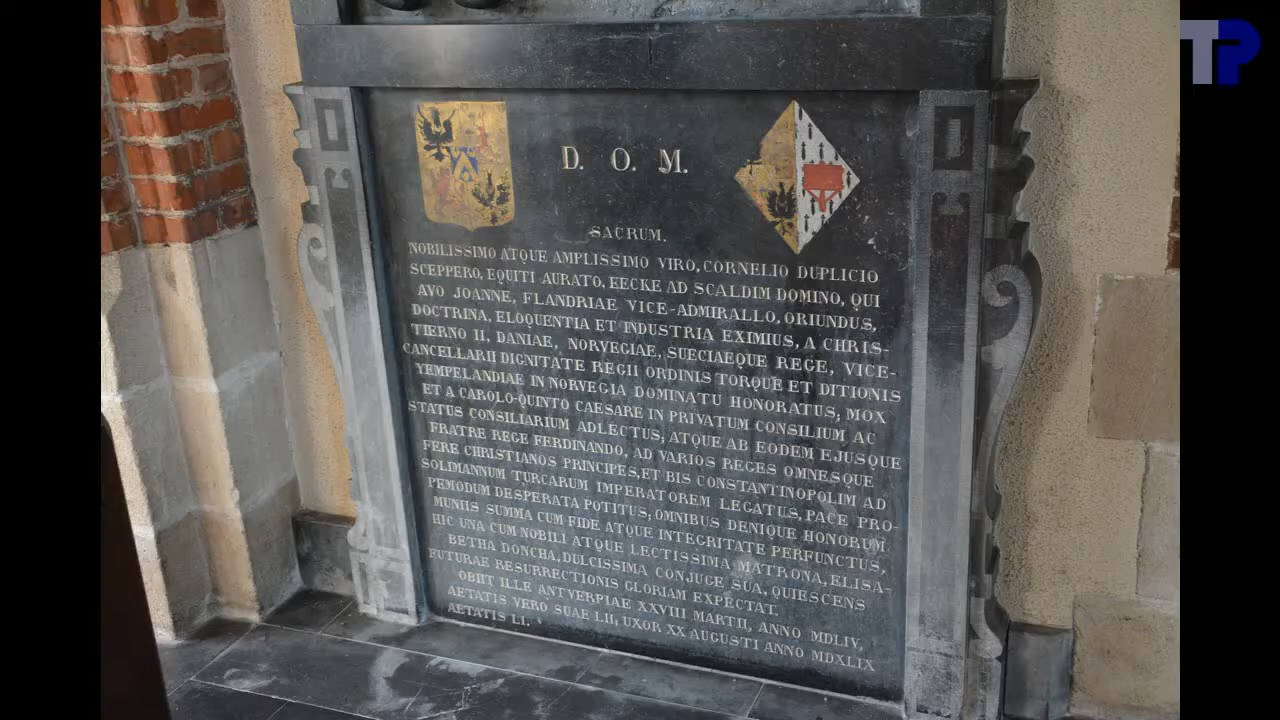 TP
D. O. M.
SACRUM.
NOBILISSIMO ATQUE AMPLISSIMO VIRO, CORNELIO DUPLICIO
SCEPPERO, EQUITI AURATO, EECKE AD SCALDIM DOMINO, QUI
AVO JOANNE, FLANDRIAE VICE-ADMIRALLO, ORIUNDUS,
DOCTRINA, ELOQUENTIA ET INDUSTRIA EXIMIUS, A CHRIS-
TIERNO II, DANIAE, NORVEGIAE, SUECIAEQUE REGE, VICE-
CANCELLARII DIGNITATE REGII ORDINIS TORQUE ET DITIONIS
YEMPELANDIAE IN NORVEGIA DOMINATU HONORATUS, MOX
ET A CAROLO-QUINTO CAESARE IN PRIVATUM CONSILIUM AC
STATUS CONSILIARIUM ADLECTUS, ATQUE AB EODEM EJUSQUE
FRATRE REGE FERDINANDO, AD VARIOS REGES OMNESQUE
FERE CHRISTIANOS PRINCIPES, ET BIS CONSTANTINOPOLIM AD
SOLIMANNUM TURCARUM IMPERATOREM LEGATUS, PACE PRO-
PEMODUM DESPERATA POTITUS, OMNIBUS DENIQUE HONORUM
MUNIIS SUMMA CUM FIDE ATQUE INTEGRITATE PERFUNCTUS,
HIC UNA CUM NOBILI ATQUE LECTISSIMA MATRONA, ELISA-
BETHA DONCHA, DULCISSIMA CONJUGE SUA, QUIESCENS
FUTURAE RESURRECTIONIS GLORIAM EXPECTAT.
OBIIT ILLE ANTVERPIAE XXVIII MARTII, ANNO MDLIV,
AETATIS VERO SUAE LII, UXOR XX AUGUSTI ANNO MDXLIX
AETATIS LI.